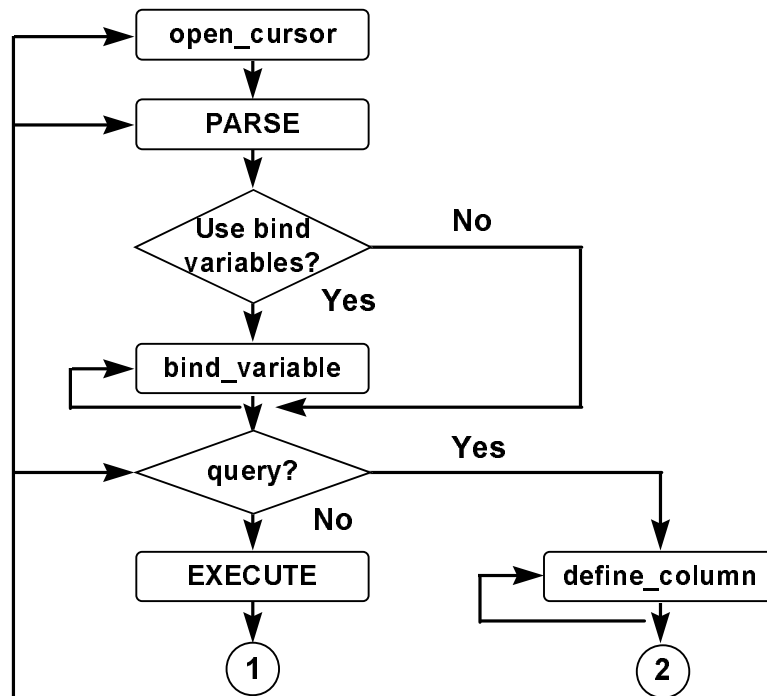 open_cursor
PARSE
Use bind
variables?
No
Yes
bind_variable
query?
Yes
No
EXECUTE
define_column
1
2